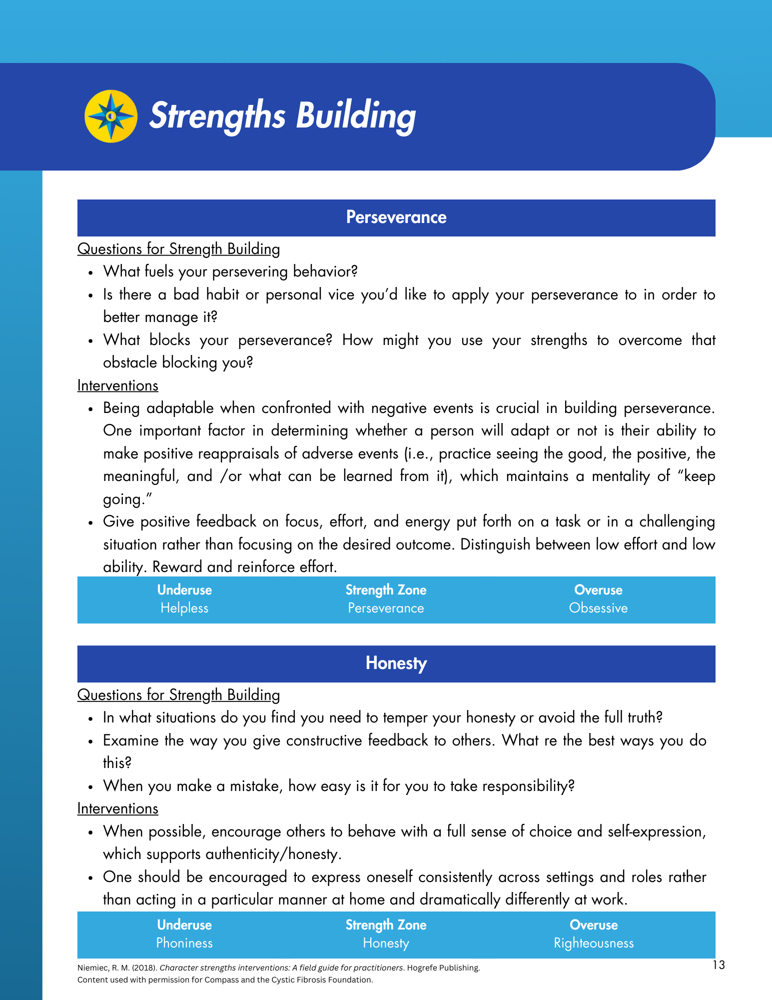 Strengths Building
Perseverance
Questions for Strength Building
• What fuels your persevering behavior?
• Is there a bad habit or personal vice you’d like to apply your perseverance to in order to
better manage it?
• What blocks your perseverance? How might you use your strengths to overcome that
obstacle blocking you?
Interventions
• Being adaptable when confronted with negative events is crucial in building perseverance.
One important factor in determining whether a person will adapt or not is their ability to
make positive reappraisals of adverse events (i.e., practice seeing the good, the positive, the
meaningful, and /or what can be learned from it), which maintains a mentality of “keep
going.”
• Give positive feedback on focus, effort, and energy put forth on a task or in a challenging
situation rather than focusing on the desired outcome. Distinguish between low effort and low
ability. Reward and reinforce effort.
Underuse Strength Zone Overuse
Helpless Perseverance Obsessive
Honesty
Questions for Strength Building
• In what situations do you find you need to temper your honesty or avoid the full truth?
• Examine the way you give constructive feedback to others. What re the best ways you do
this?
• When you make a mistake, how easy is it for you to take responsibility?
Interventions
• When possible, encourage others to behave with a full sense of choice and self-expression,
which supports authenticity/honesty.
• One should be encouraged to express oneself consistently across settings and roles rather
than acting in a particular manner at home and dramatically differently at work.
Underuse Strength Zone Overuse
Phoniness Honesty Righteousness
Niemiec, R. M. (2018). Character strengths interventions: A field guide for practitioners. Hogrefe Publishing.
Content used with permission for Compass and the Cystic Fibrosis Foundation.
13